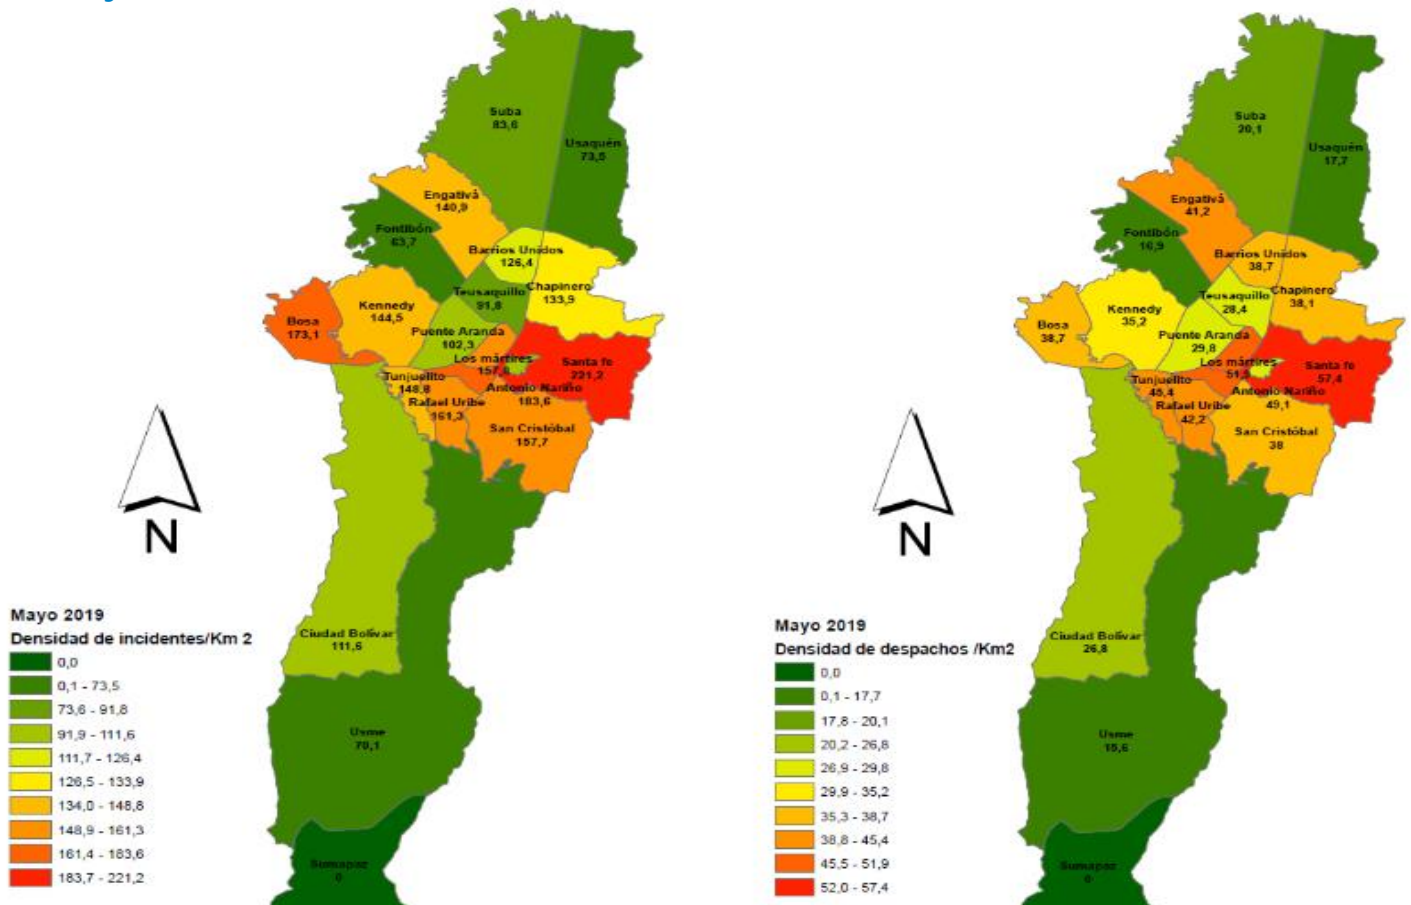 Suba
83,6
Usaquén
73,5
Engativá
140,9
Fontibón
63,7
Barrios Unidos
126,4
Teusaquillo
91,8
Chapinero
133,9
Bosa
173,1
Kennedy
144,5
Puente Aranda
102,3
Los mártires
Santa fe
221,2
Tunjuelito
148,8
Antonio Nariño
183,6
Rafael Uribe
161,3
San Cristóbal
157,7
Ciudad Bolívar
111,6
Usme
70,1
Sumapaz
0
N
Mayo 2019
Densidad de incidentes/Km 2
0,0
0,1 - 73,5
73,6 - 91,8
91,9 - 111,6
111,7 - 126,4
126,5 - 133,9
134,0 - 148,8
148,9 - 161,3
161,4 - 183,6
183,7 - 221,2
Suba
20,1
Usaquén
17,7
Engativá
41,2
Fontibón
16,9
Barrios Unidos
38,7
Teusaquillo
28,4
Chapinero
38,1
Bosa
38,7
Kennedy
35,2
Puente Aranda
29,8
Los mártires
Santa fe
57,4
Tunjuelito
45,4
Antonio Nariño
49,1
Rafael Uribe
42,2
San Cristóbal
38
Ciudad Bolívar
26,8
Usme
15,6
Sumapaz
0
N
Mayo 2019
Densidad de despachos /Km2
0,0
0,1 - 17,7
17,8 - 20,1
20,2 - 26,8
26,9 - 29,8
29,9 - 35,2
35,3 - 38,7
38,8 - 45,4
45,5 - 51,9
52,0 - 57,4